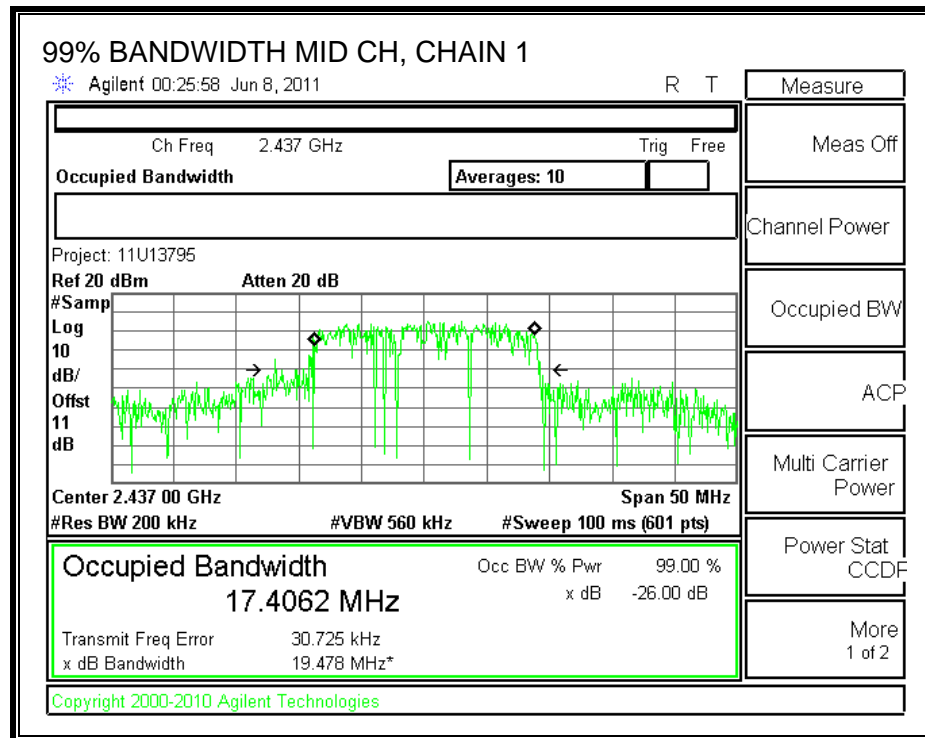 99% BANDWIDTH MID CH, CHAIN 1
Agilent 00:25:58 Jun 8, 2011 R T
Measure
Ch Freq 2.437 GHz Trig Free
Meas Off
Occupied Bandwidth Averages: 10
Channel Power
Project: 11U13795
Ref 20 dBm Atten 20 dB
#Samp
Log
10
dB/
Offst
11
dB
Occupied BW
ACP
Multi Carrier
Power
Center 2.437 00 GHz Span 50 MHz
#Res BW 200 kHz #VBW 560 kHz #Sweep 100 ms (601 pts)
Power Stat
CCDF
Occupied Bandwidth Occ BW % Pwr 99.00 %
17.4062 MHz x dB -26.00 dB
Transmit Freq Error 30.725 kHz
x dB Bandwidth 19.478 MHz*
More
1 of 2
Copyright 2000-2010 Agilent Technologies